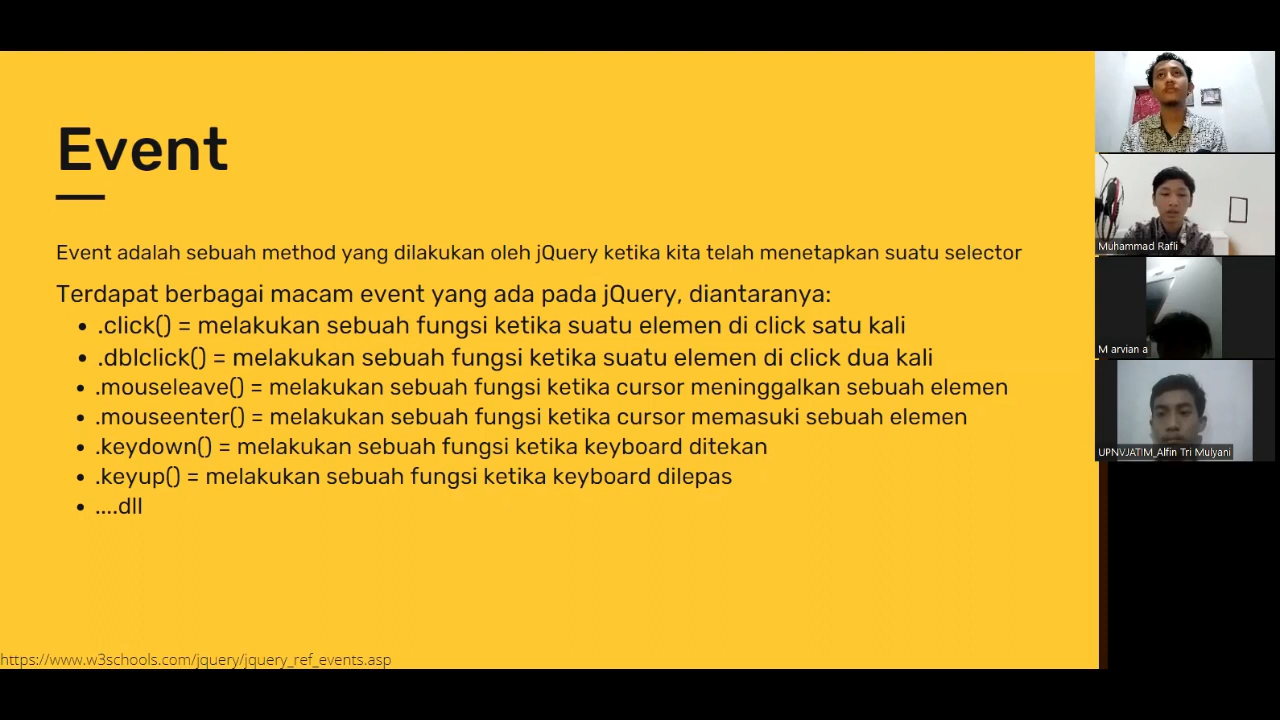 Event
Event adalah sebuah method yang dilakukan oleh jQuery ketika kita telah menetapkan suatu selector
Terdapat berbagai macam event yang ada pada jQuery, diantaranya:
• .click() = melakukan sebuah fungsi ketika suatu elemen di click satu kali
• .dblclick() = melakukan sebuah fungsi ketika suatu elemen di click dua kali
• .mouseleave() = melakukan sebuah fungsi ketika cursor meninggalkan sebuah elemen
• .mouseenter() = melakukan sebuah fungsi ketika cursor memasuki sebuah elemen
• .keydown() = melakukan sebuah fungsi ketika keyboard ditekan
• .keyup() = melakukan sebuah fungsi ketika keyboard dilepas
• ....dll
https://www.w3schools.com/jquery/jquery_ref_events.asp
Muhammad Rafli
M arvian a
UPNVJATIM_Alfin Tri Mulyani